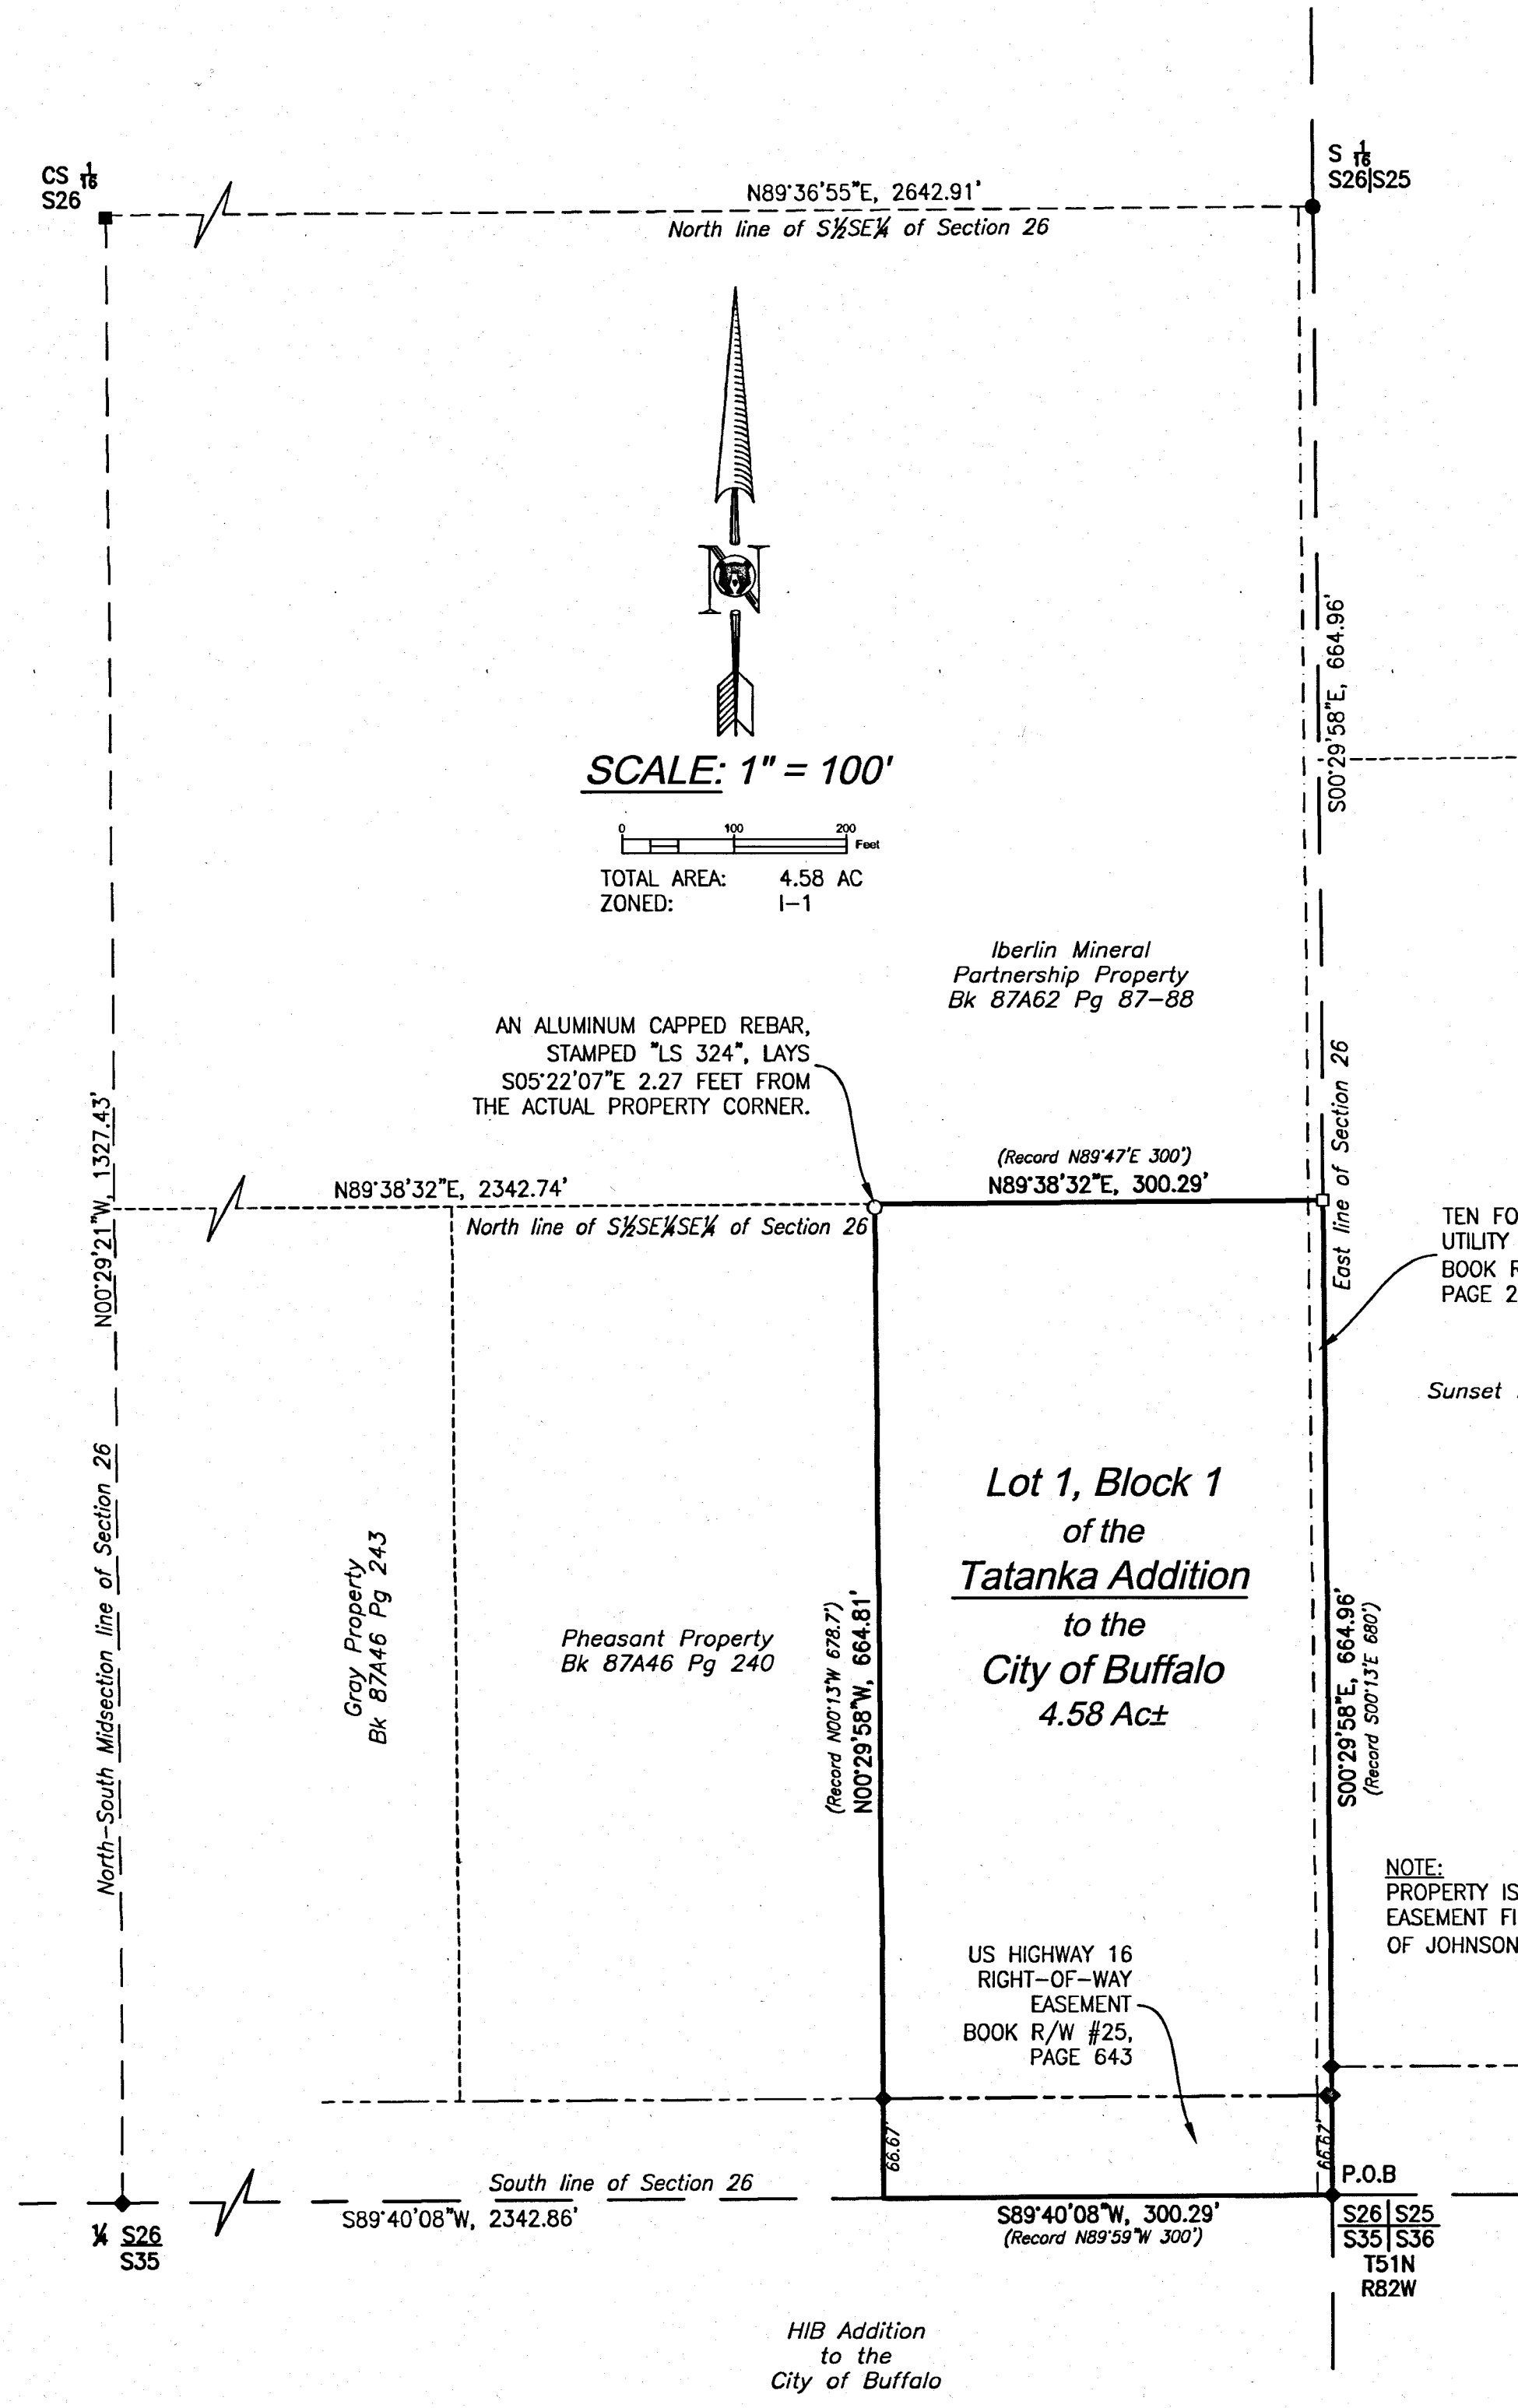 CS 1/16
S26
N89°36'55"E, 2642.91'
North line of S½SE¼ of Section 26
S 1/16
S26|S25
N
SCALE: 1" = 100'
0 100 200
Feet
TOTAL AREA: 4.58 AC
ZONED: I-1
S00°29'58"E, 664.96'
Iberlin Mineral
Partnership Property
Bk 87A62 Pg 87-88
AN ALUMINUM CAPPED REBAR,
STAMPED "LS 324", LAYS
S05°22'07"E 2.27 FEET FROM
THE ACTUAL PROPERTY CORNER.
N00°29'21"W, 1327.43'
North-South Midsection line of Section 26
N89°38'32"E, 2342.74'
North line of S½SE¼SE¼ of Section 26
(Record N89°47'E 300')
N89°38'32"E, 300.29'
East line of Section 26
TEN FO
UTILITY
BOOK R
PAGE 2
Sunset
Gray Property
Bk 87A46 Pg 243
Pheasant Property
Bk 87A46 Pg 240
(Record N00°13'W 678.7')
N00°29'58"W, 664.81'
Lot 1, Block 1
of the
Tatanka Addition
to the
City of Buffalo
4.58 Ac±
S00°29'58"E, 664.96'
(Record S00°13'E 680')
NOTE:
PROPERTY IS
EASEMENT FI
OF JOHNSON
US HIGHWAY 16
RIGHT-OF-WAY
EASEMENT
BOOK R/W #25,
PAGE 643
66.67'
66.67'
P.O.B
South line of Section 26
S89°40'08"W, 2342.86'
S89°40'08"W, 300.29'
(Record N89°59'W 300')
¼ S26
S35
S26|S25
S35|S36
T51N
R82W
HIB Addition
to the
City of Buffalo